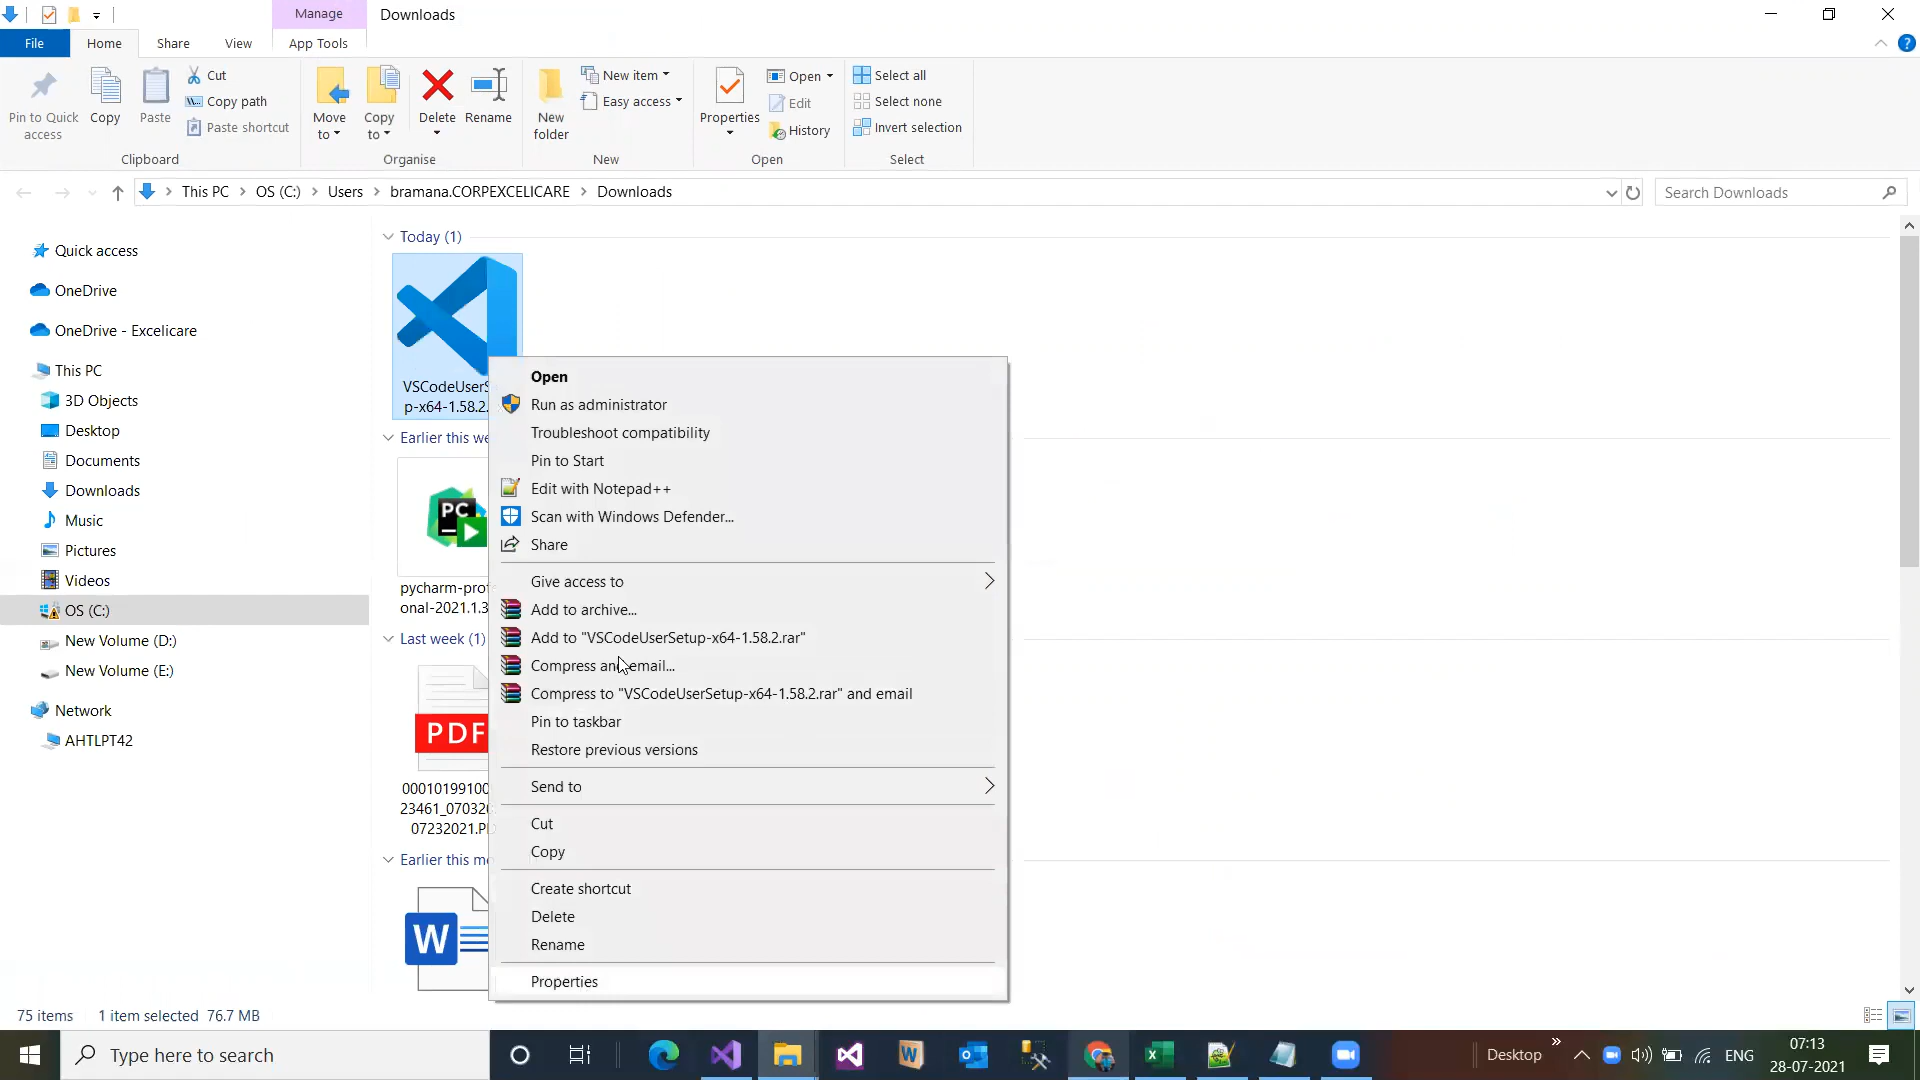 Manage
Downloads
File
Home
Share
View
App Tools
Pin to Quick access
Copy
Paste
Cut
Copy path
Paste shortcut
Clipboard
Move to
Copy to
Delete
Rename
Organise
New folder
New item
Easy access
New
Properties
Open
Edit
History
Open
Select all
Select none
Invert selection
Select
This PC
OS (C:)
Users
bramana.CORPEXCELICARE
Downloads
Search Downloads
Quick access
OneDrive
OneDrive - Excelicare
This PC
3D Objects
Desktop
Documents
Downloads
Music
Pictures
Videos
OS (C:)
New Volume (D:)
New Volume (E:)
Network
AHTLPT42
Today (1)
VSCodeUserS
p-x64-1.58.2.
Earlier this we
PC
pycharm-prof
onal-2021.1.3
Last week (1)
PDF
0001019910
23461_07032
07232021.P
Earlier this mo
W
Open
Run as administrator
Troubleshoot compatibility
Pin to Start
Edit with Notepad++
Scan with Windows Defender...
Share
Give access to
Add to archive...
Add to "VSCodeUserSetup-x64-1.58.2.rar"
Compress and email...
Compress to "VSCodeUserSetup-x64-1.58.2.rar" and email
Pin to taskbar
Restore previous versions
Send to
Cut
Copy
Create shortcut
Delete
Rename
Properties
75 items
1 item selected 76.7 MB
Type here to search
Desktop
ENG
07:13
28-07-2021